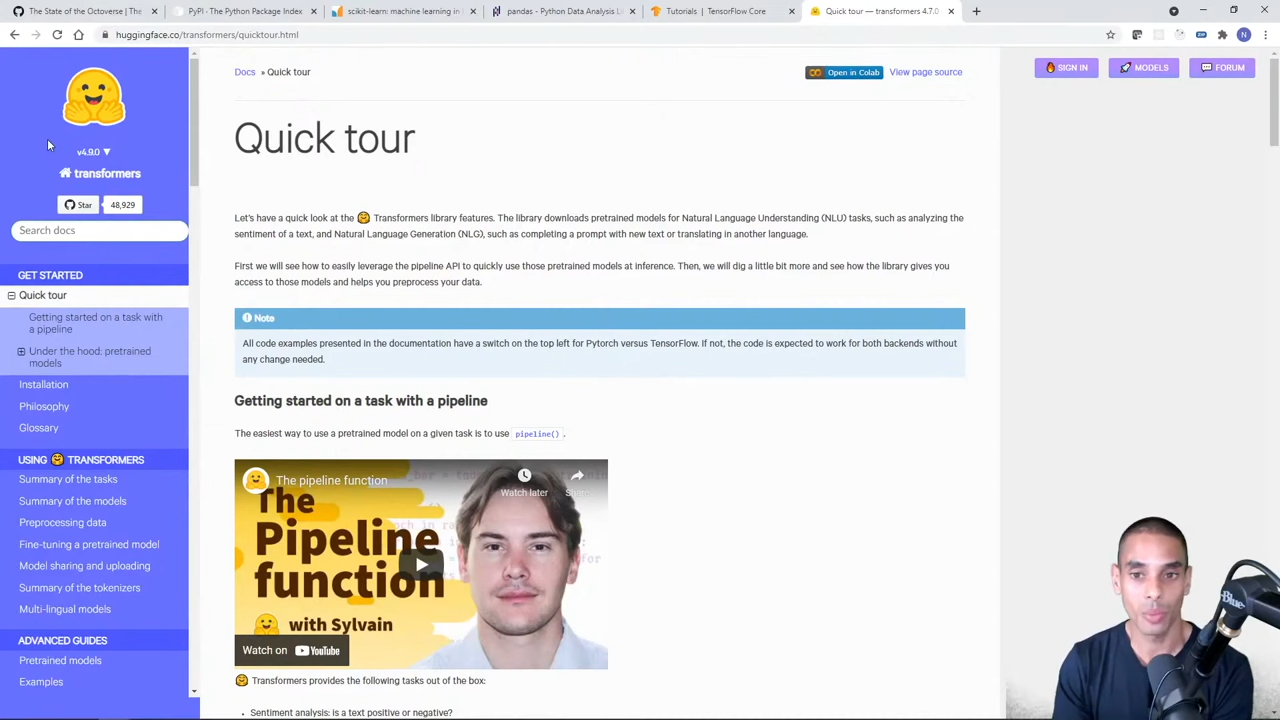 The State of the Octoverse | Th
PyPI · The Python Package Inde
scikit-learn: machine learning in
pandas - Python Data Analysis Li
Tutorials | TensorFlow Core
Quick tour — transformers 4.7.0
huggingface.co/transformers/quicktour.html
N
v4.9.0 ▼
transformers
Star
48,929
Search docs
GET STARTED
Quick tour
Getting started on a task with
a pipeline
Under the hood: pretrained
models
Installation
Philosophy
Glossary
USING 🤗 TRANSFORMERS
Summary of the tasks
Summary of the models
Preprocessing data
Fine-tuning a pretrained model
Model sharing and uploading
Summary of the tokenizers
Multi-lingual models
ADVANCED GUIDES
Pretrained models
Examples
Docs » Quick tour
Open in Colab
View page source
SIGN IN
MODELS
FORUM
Quick tour
Let's have a quick look at the 🤗 Transformers library features. The library downloads pretrained models for Natural Language Understanding (NLU) tasks, such as analyzing the
sentiment of a text, and Natural Language Generation (NLG), such as completing a prompt with new text or translating in another language.
First we will see how to easily leverage the pipeline API to quickly use those pretrained models at inference. Then, we will dig a little bit more and see how the library gives you
access to those models and helps you preprocess your data.
Note
All code examples presented in the documentation have a switch on the top left for Pytorch versus TensorFlow. If not, the code is expected to work for both backends without
any change needed.
Getting started on a task with a pipeline
The easiest way to use a pretrained model on a given task is to use pipeline().
The pipeline function
Watch later
Share
The
Pipeline
function
with Sylvain
Watch on YouTube
🤗 Transformers provides the following tasks out of the box:
• Sentiment analysis: is a text positive or negative?
Blue